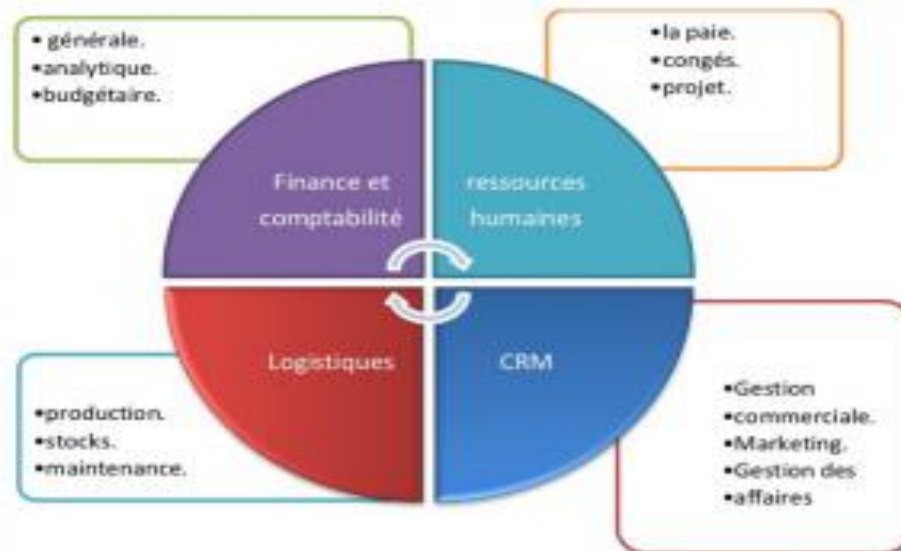 • générale.
•analytique.
•budgétaire.
•la paie.
•congés.
•projet.
Finance et
comptabilité
ressources
humaines
Logistiques
CRM
•production.
•stocks.
•maintenance.
•Gestion
•commerciale.
•Marketing.
•Gestion des
•affaires